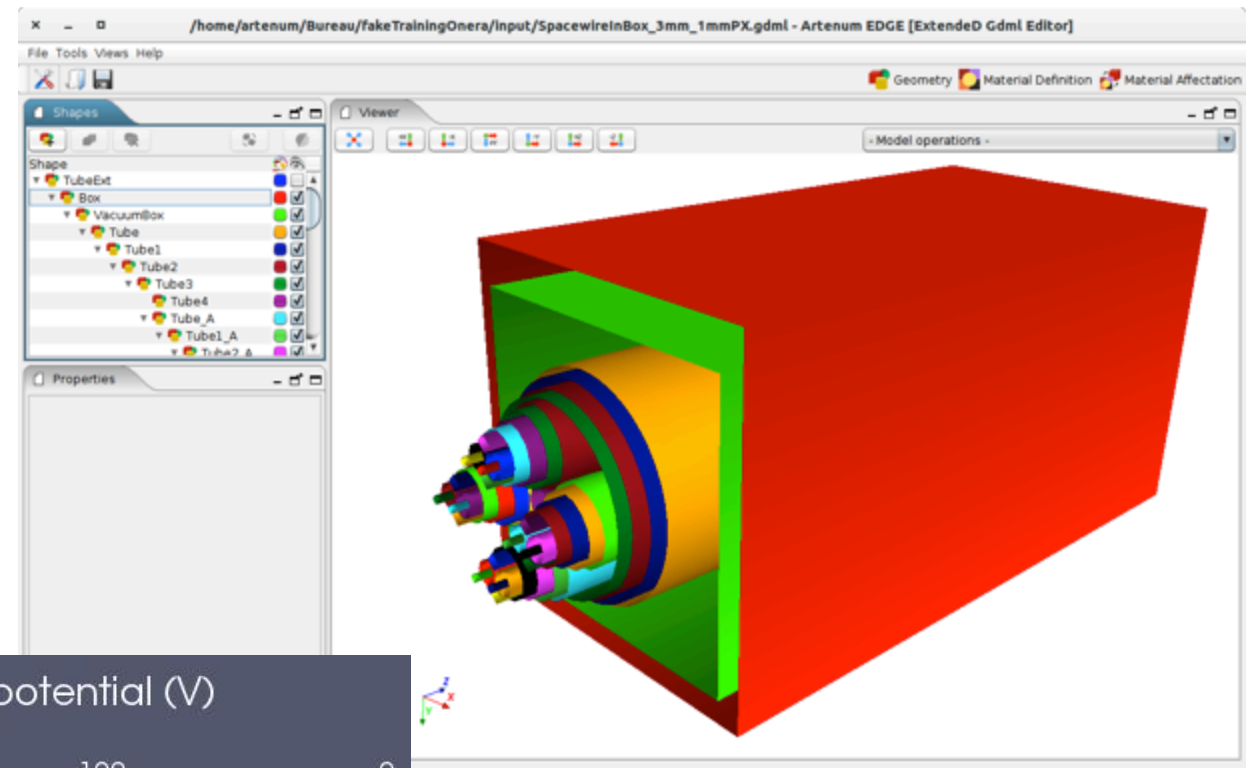 /home/artenum/Bureau/fakeTrainingOnera/input/SpacewireInBox_3mm_1mmPX.gdml - Artenum EDGE [ExtendeD Gdml Editor]
File Tools Views Help
Geometry Material Definition Material Affectation
Shapes
Viewer
- Model operations -
Shape
TubeExt
Box
VacuumBox
Tube
Tube1
Tube2
Tube3
Tube4
Tube_A
Tube1_A
Tube2_A
Properties
potential (V)
z
x
y